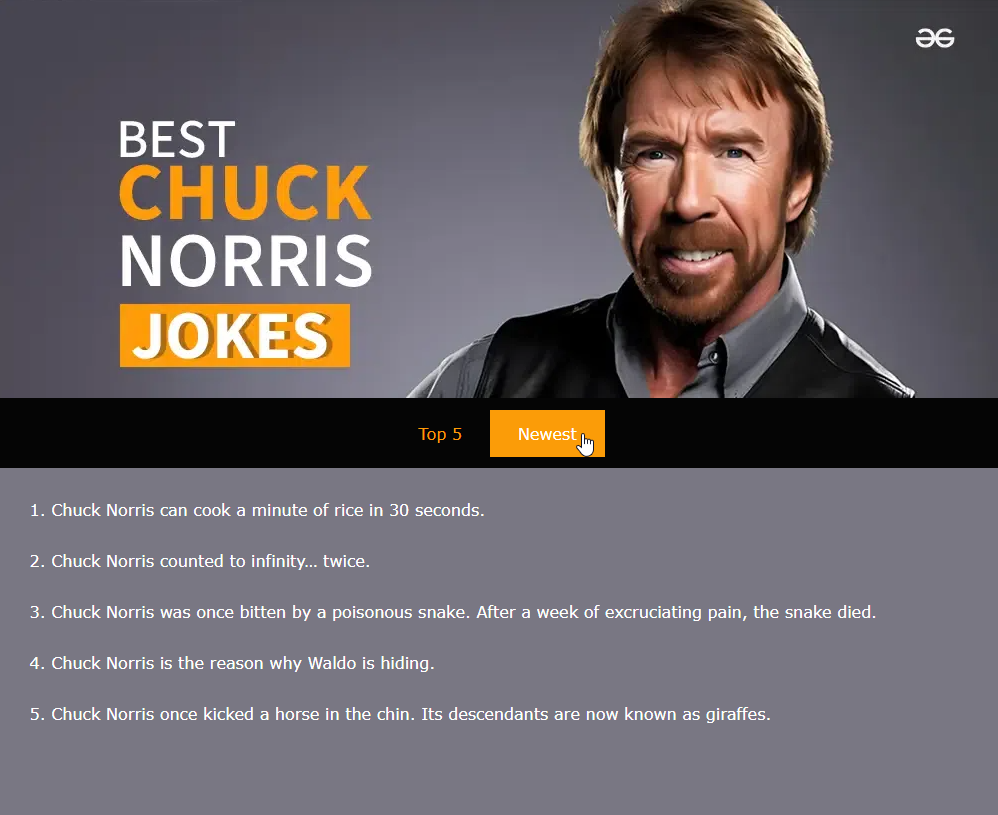 BEST
CHUCK
NORRIS
JOKES
Top 5 Newest
1. Chuck Norris can cook a minute of rice in 30 seconds.
2. Chuck Norris counted to infinity… twice.
3. Chuck Norris was once bitten by a poisonous snake. After a week of excruciating pain, the snake died.
4. Chuck Norris is the reason why Waldo is hiding.
5. Chuck Norris once kicked a horse in the chin. Its descendants are now known as giraffes.